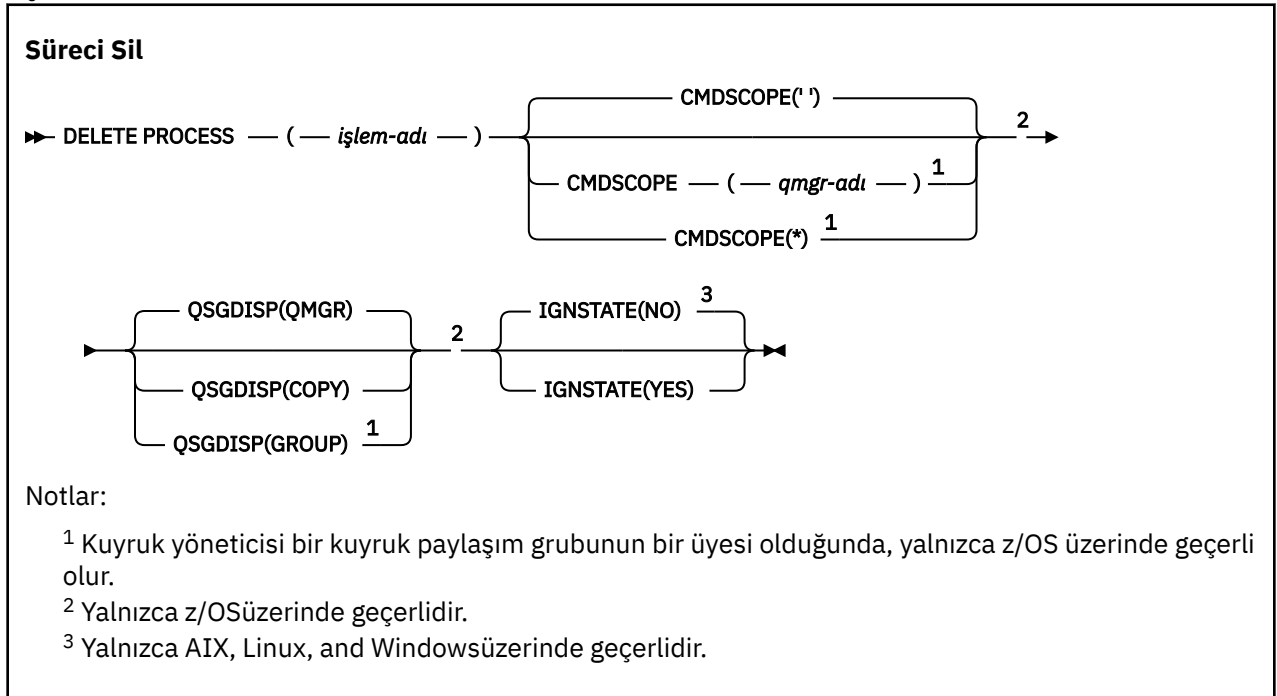 Süreci Sil
CMDSCOPE(' ')
DELETE PROCESS ( işlem-adı ) 2
CMDSCOPE ( qmgr-adı ) 1
CMDSCOPE(*) 1
QSGDISP(QMGR) 2 IGNSTATE(NO) 3
QSGDISP(COPY) IGNSTATE(YES)
QSGDISP(GROUP) 1
Notlar:
1 Kuyruk yöneticisi bir kuyruk paylaşım grubunun bir üyesi olduğunda, yalnızca z/OS üzerinde geçerli
olur.
2 Yalnızca z/OSüzerinde geçerlidir.
3 Yalnızca AIX, Linux, and Windowsüzerinde geçerlidir.